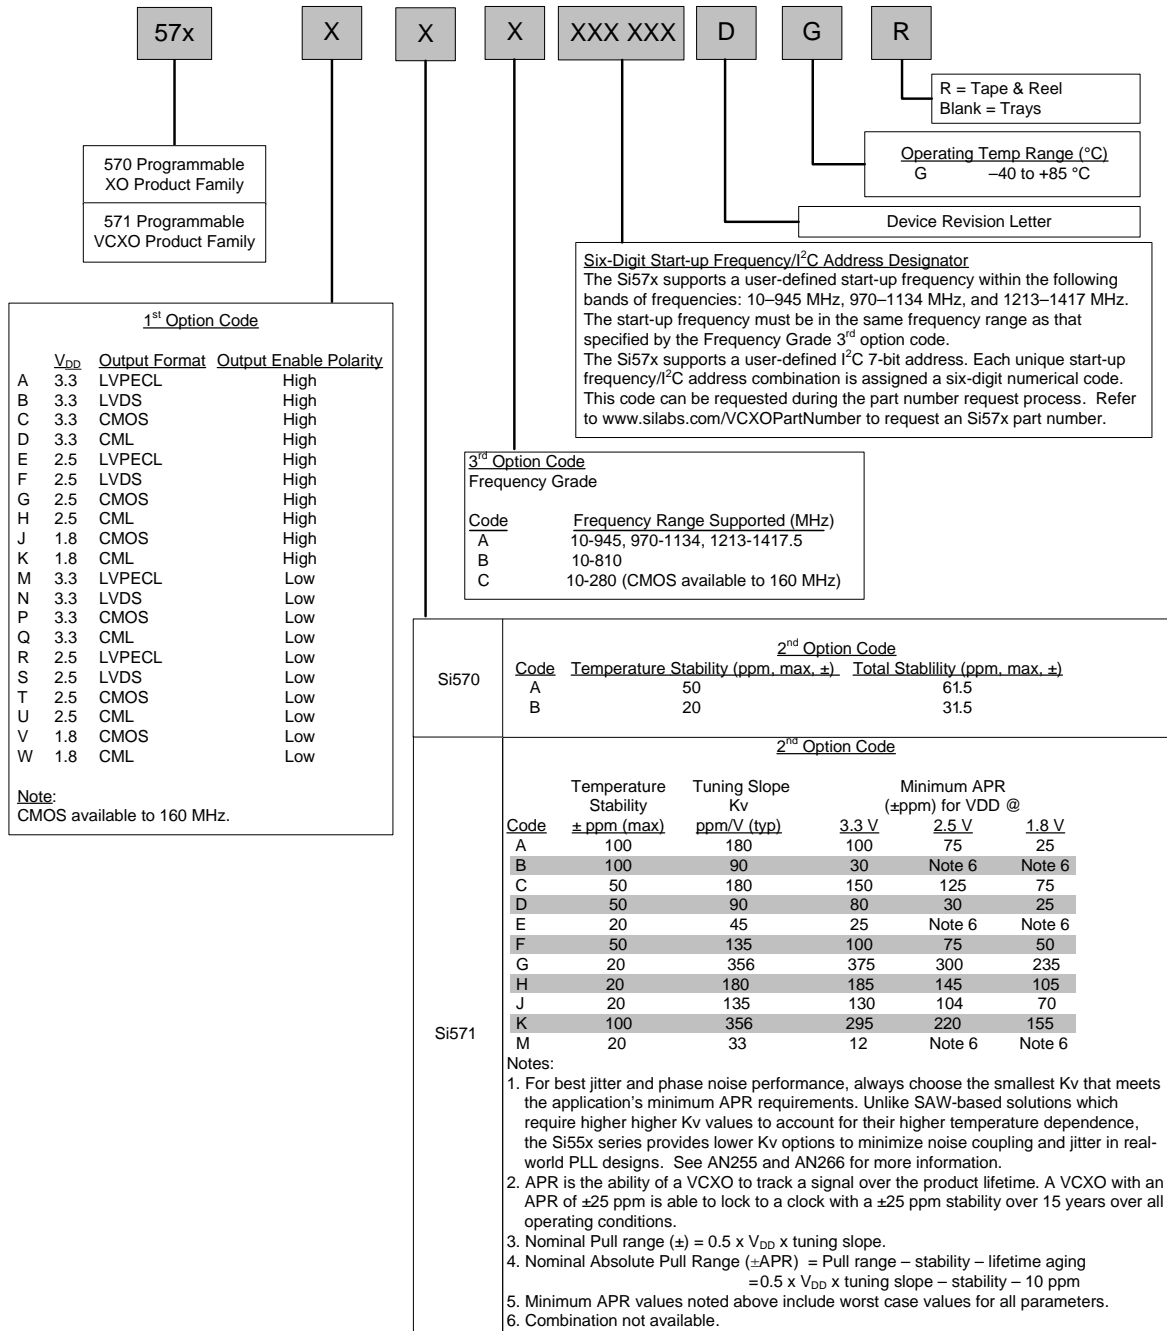 57x X X X XXX XXX D G R
R = Tape & Reel
Blank = Trays
Operating Temp Range (°C)
G –40 to +85 °C
Device Revision Letter
570 Programmable
XO Product Family
571 Programmable
VCXO Product Family
Six-Digit Start-up Frequency/I²C Address Designator
The Si57x supports a user-defined start-up frequency within the following
bands of frequencies: 10–945 MHz, 970–1134 MHz, and 1213–1417 MHz.
The start-up frequency must be in the same frequency range as that
specified by the Frequency Grade 3rd option code.
The Si57x supports a user-defined I²C 7-bit address. Each unique start-up
frequency/I²C address combination is assigned a six-digit numerical code.
This code can be requested during the part number request process. Refer
to www.silabs.com/VCXOPartNumber to request an Si57x part number.
1st Option Code
VDD Output Format Output Enable Polarity
A 3.3 LVPECL High
B 3.3 LVDS High
C 3.3 CMOS High
D 3.3 CML High
E 2.5 LVPECL High
F 2.5 LVDS High
G 2.5 CMOS High
H 2.5 CML High
J 1.8 CMOS High
K 1.8 CML High
M 3.3 LVPECL Low
N 3.3 LVDS Low
P 3.3 CMOS Low
Q 3.3 CML Low
R 2.5 LVPECL Low
S 2.5 LVDS Low
T 2.5 CMOS Low
U 2.5 CML Low
V 1.8 CMOS Low
W 1.8 CML Low
Note:
CMOS available to 160 MHz.
3rd Option Code
Frequency Grade
Code Frequency Range Supported (MHz)
A 10-945, 970-1134, 1213-1417.5
B 10-810
C 10-280 (CMOS available to 160 MHz)
Si570
2nd Option Code
Code Temperature Stability (ppm, max, ±) Total Stablility (ppm, max, ±)
A 50 61.5
B 20 31.5
Si571
2nd Option Code
Temperature Tuning Slope Minimum APR
Stability Kv (±ppm) for VDD @
Code ± ppm (max) ppm/V (typ) 3.3 V 2.5 V 1.8 V
A 100 180 100 75 25
B 100 90 30 Note 6 Note 6
C 50 180 150 125 75
D 50 90 80 30 25
E 20 45 25 Note 6 Note 6
F 50 135 100 75 50
G 20 356 375 300 235
H 20 180 185 145 105
J 20 135 130 104 70
K 100 356 295 220 155
M 20 33 12 Note 6 Note 6
Notes:
1. For best jitter and phase noise performance, always choose the smallest Kv that meets
the application's minimum APR requirements. Unlike SAW-based solutions which
require higher higher Kv values to account for their higher temperature dependence,
the Si55x series provides lower Kv options to minimize noise coupling and jitter in real-
world PLL designs. See AN255 and AN266 for more information.
2. APR is the ability of a VCXO to track a signal over the product lifetime. A VCXO with an
APR of ±25 ppm is able to lock to a clock with a ±25 ppm stability over 15 years over all
operating conditions.
3. Nominal Pull range (±) = 0.5 x VDD x tuning slope.
4. Nominal Absolute Pull Range (±APR) = Pull range – stability – lifetime aging
= 0.5 x VDD x tuning slope – stability – 10 ppm
5. Minimum APR values noted above include worst case values for all parameters.
6. Combination not available.